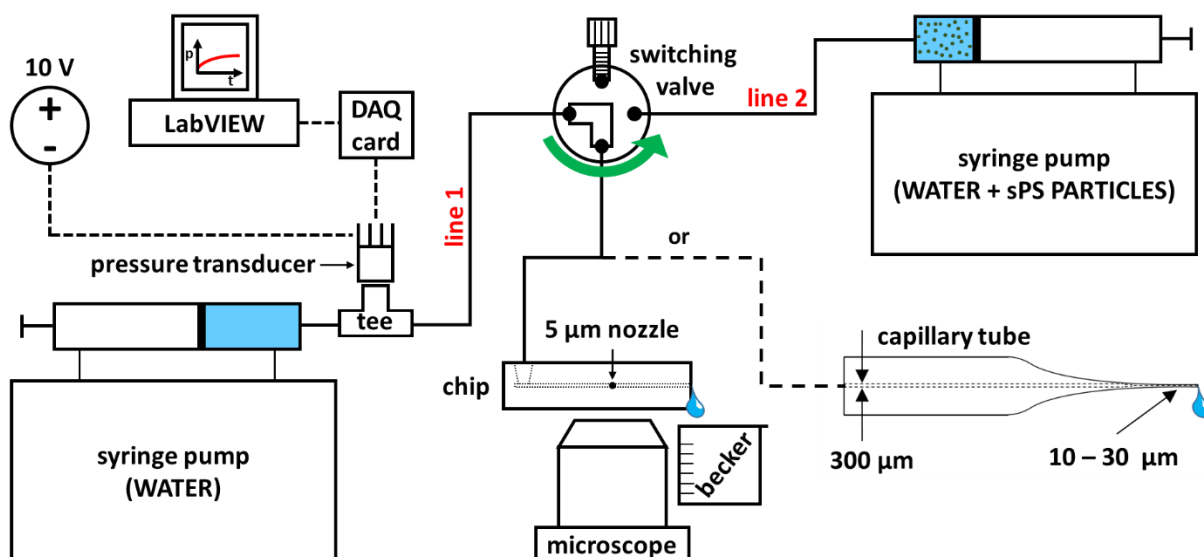 10 V
+
-
p
t
LabVIEW
DAQ
card
pressure transducer
tee
syringe pump
(WATER)
line 1
switching
valve
line 2
syringe pump
(WATER + sPS PARTICLES)
or
5 µm nozzle
chip
becker
microscope
capillary tube
300 µm
10 – 30 µm